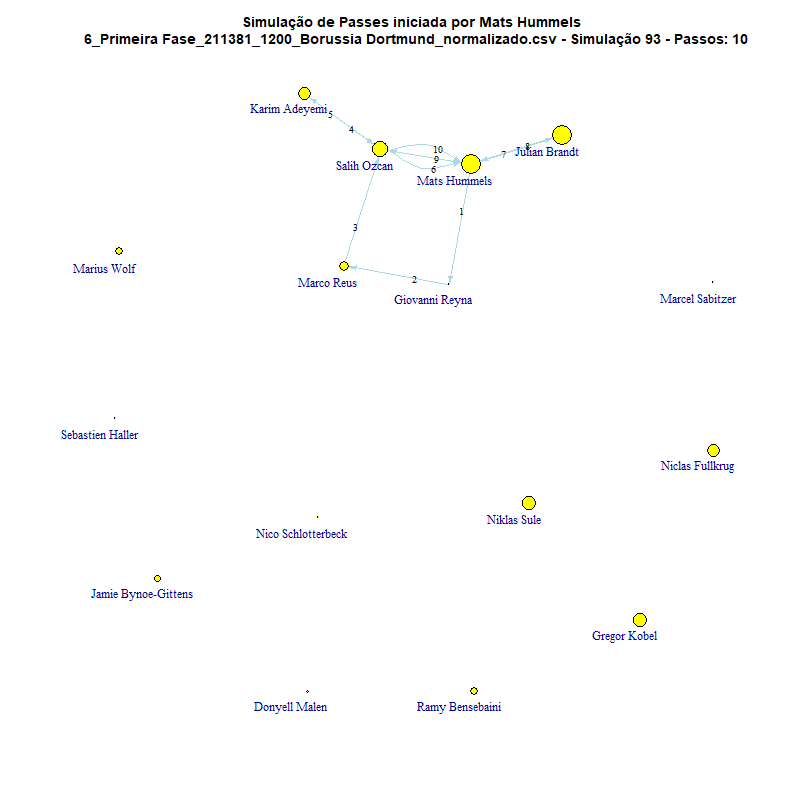 Simulação de Passes iniciada por Mats Hummels
6_Primeira Fase_211381_1200_Borussia Dortmund_normalizado.csv - Simulação 93 - Passos: 10
Karim Adeyemi
5
4
Salih Ozcan
10
9
6
Mats Hummels
7
8
Julian Brandt
1
3
2
Marius Wolf
Marco Reus
Giovanni Reyna
Marcel Sabitzer
Sebastien Haller
Niclas Fullkrug
Niklas Sule
Nico Schlotterbeck
Jamie Bynoe-Gittens
Gregor Kobel
Donyell Malen
Ramy Bensebaini